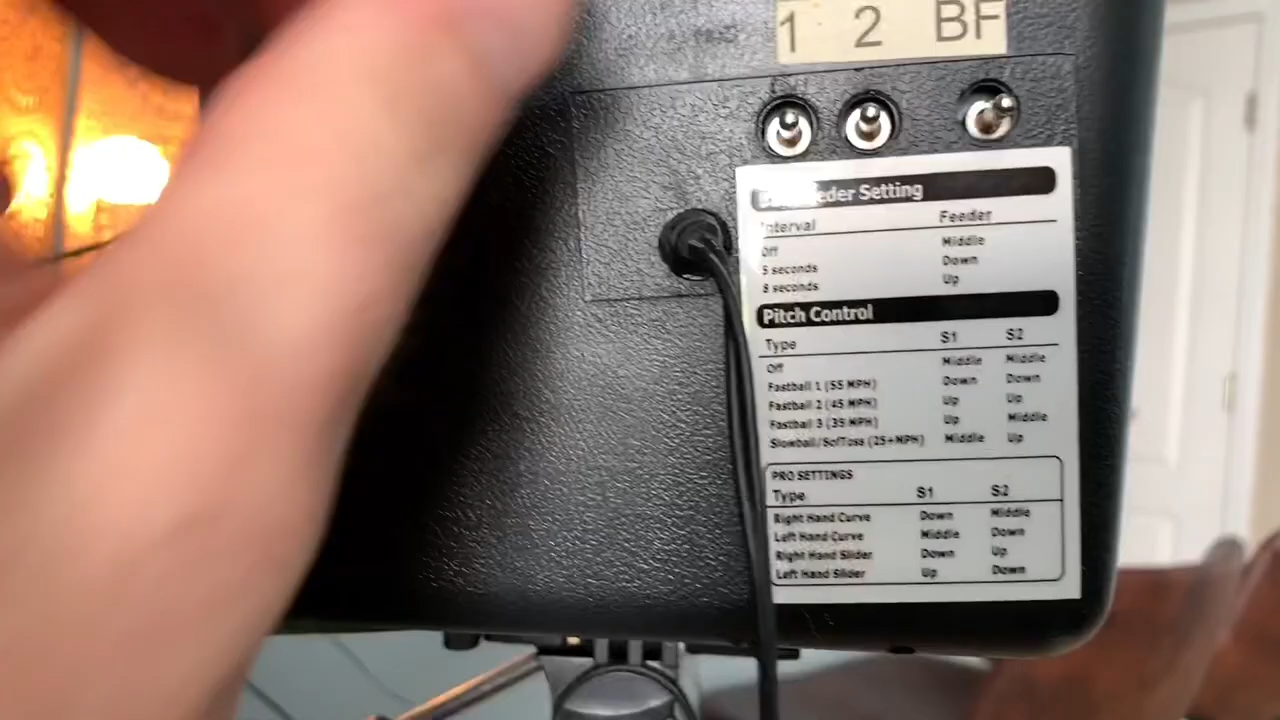 1 2 BF
eder Setting
Interval Feeder
Off Middle
5 seconds Down
8 seconds Up
Pitch Control
Type S1 S2
Off Middle Middle
Fastball 1 (55 MPH) Down Down
Fastball 2 (45 MPH) Up Up
Fastball 3 (35 MPH) Up Middle
Slowball/SofToss (25+MPH) Middle Up
PRO SETTINGS
Type S1 S2
Right Hand Curve Down Middle
Left Hand Curve Middle Down
Right Hand Slider Down Up
Left Hand Slider Up Down